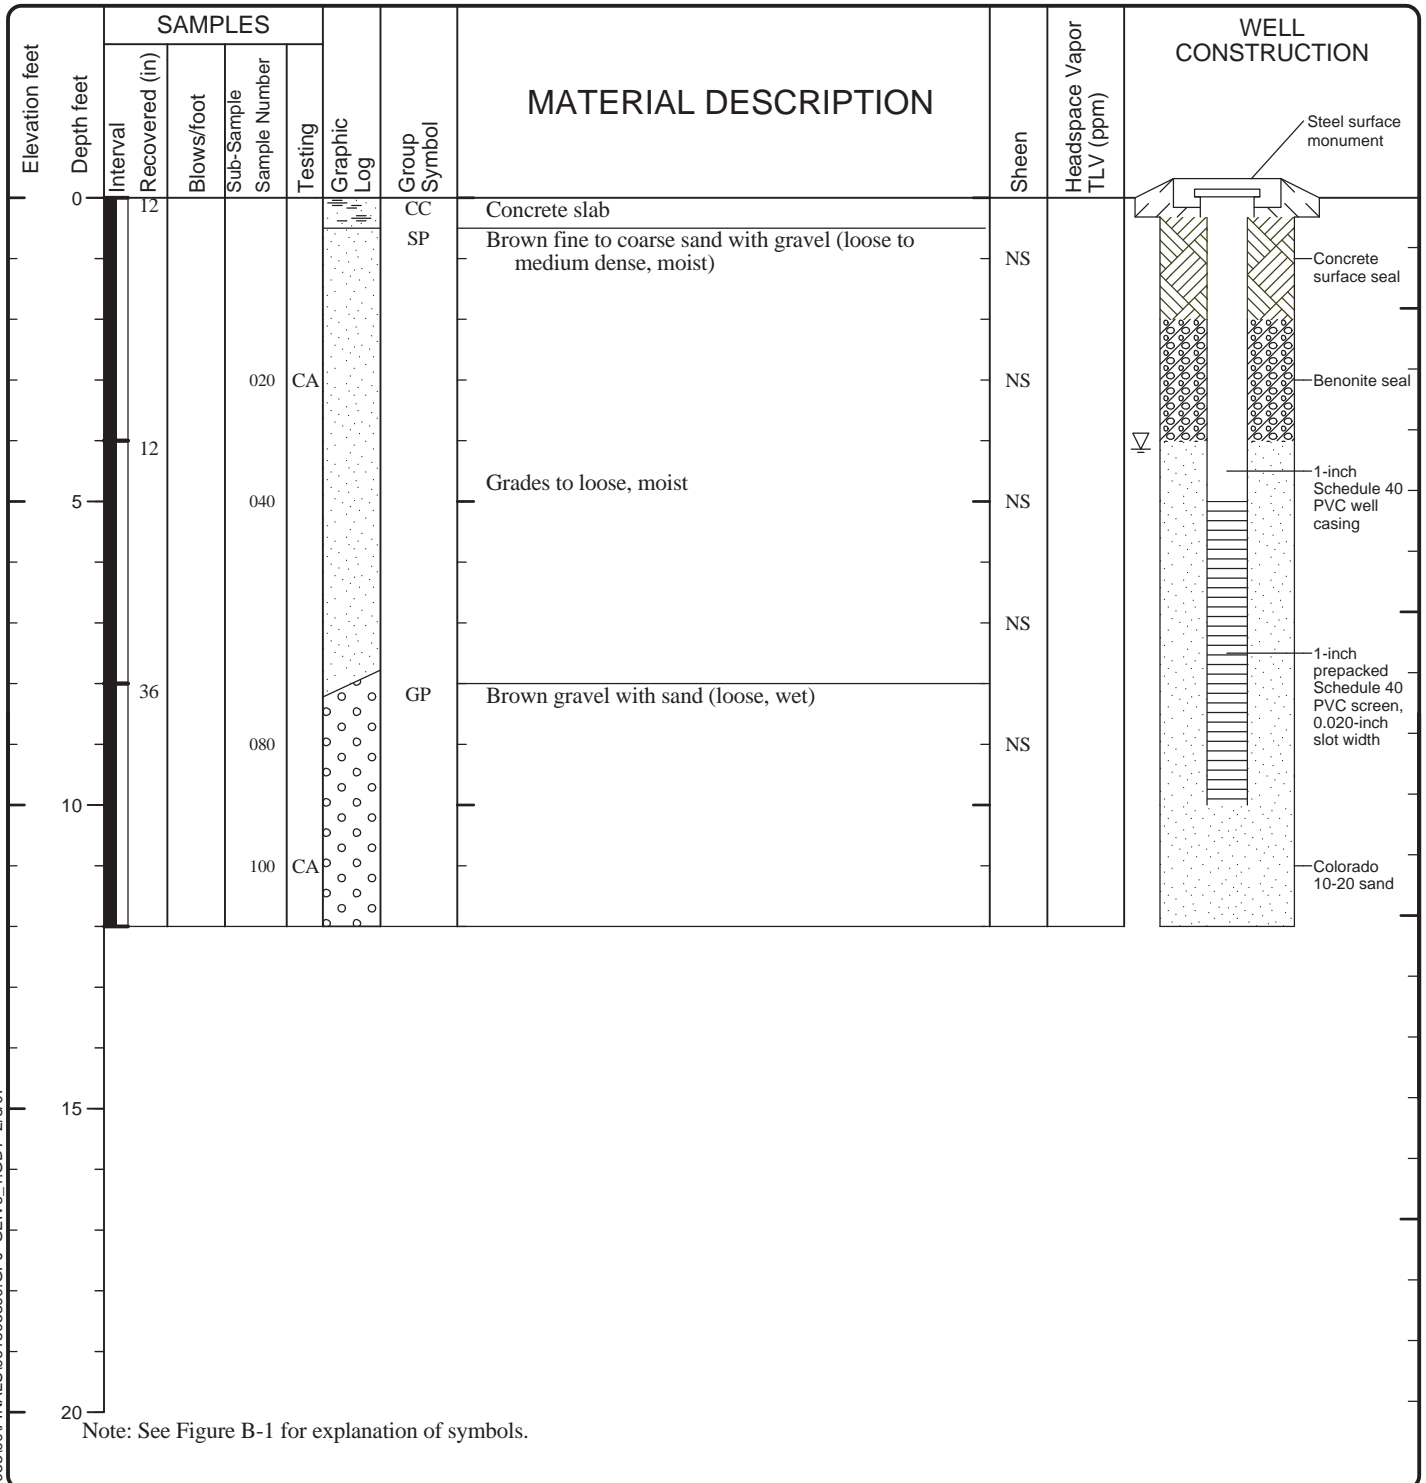 SAMPLES
Elevation feet
Depth feet
Interval
Recovered (in)
Blows/foot
Sub-Sample
Sample Number
Testing
Graphic
Log
Group
Symbol
MATERIAL DESCRIPTION
Sheen
Headspace Vapor
TLV (ppm)
WELL
CONSTRUCTION
Steel surface
monument
0
12
CC
Concrete slab
SP
Brown fine to coarse sand with gravel (loose to
medium dense, moist)
NS
Concrete
surface seal
020
CA
NS
Benonite seal
12
Grades to loose, moist
5
040
NS
1-inch
Schedule 40
PVC well
casing
NS
1-inch
prepacked
Schedule 40
PVC screen,
0.020-inch
slot width
36
GP
Brown gravel with sand (loose, wet)
080
NS
10
100
CA
Colorado
10-20 sand
15
20
Note: See Figure B-1 for explanation of symbols.